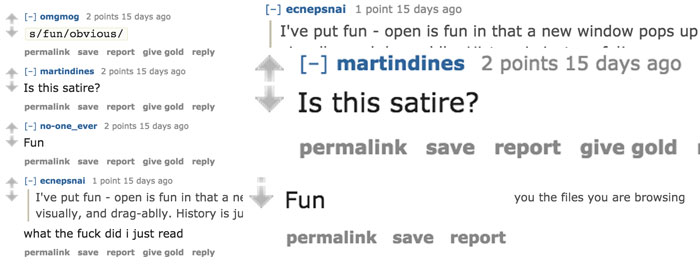 [–] omgmog 2 points 15 days ago
s/fun/obvious/
permalink save report give gold reply
[–] martindines 2 points 15 days ago
Is this satire?
permalink save report give gold reply
[–] no-one_ever 2 points 15 days ago
Fun
permalink save report give gold reply
[–] ecnepsnai 1 point 15 days ago
I've put fun - open is fun in that a ne
visually, and drag-ablly. History is ju
what the fuck did i just read
permalink save report give gold reply
[–] ecnepsnai 1 point 15 days ago
I've put fun - open is fun in that a new window pops up
[–] martindines 2 points 15 days ago
Is this satire?
permalink save report give gold
Fun
permalink save report
you the files you are browsing